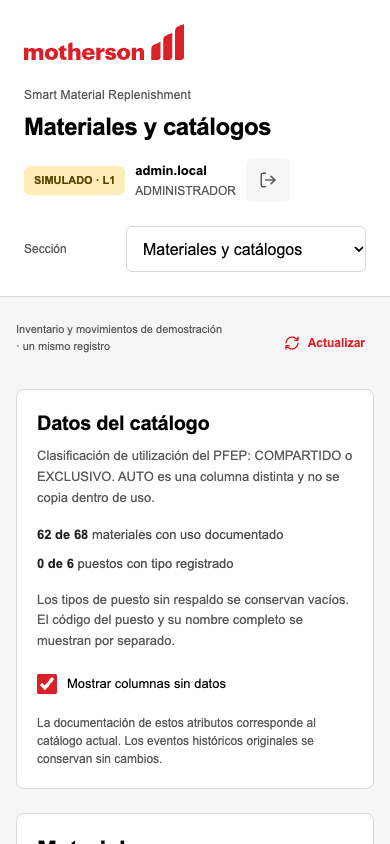 motherson
Smart Material Replenishment
Materiales y catálogos
SIMULADO · L1
admin.local
ADMINISTRADOR
Sección
Materiales y catálogos
Inventario y movimientos de demostración
· un mismo registro
Actualizar
Datos del catálogo
Clasificación de utilización del PFEP: COMPARTIDO o
EXCLUSIVO. AUTO es una columna distinta y no se
copia dentro de uso.
62 de 68 materiales con uso documentado
0 de 6 puestos con tipo registrado
Los tipos de puesto sin respaldo se conservan vacíos.
El código del puesto y su nombre completo se
muestran por separado.
Mostrar columnas sin datos
La documentación de estos atributos corresponde al
catálogo actual. Los eventos históricos originales se
conservan sin cambios.